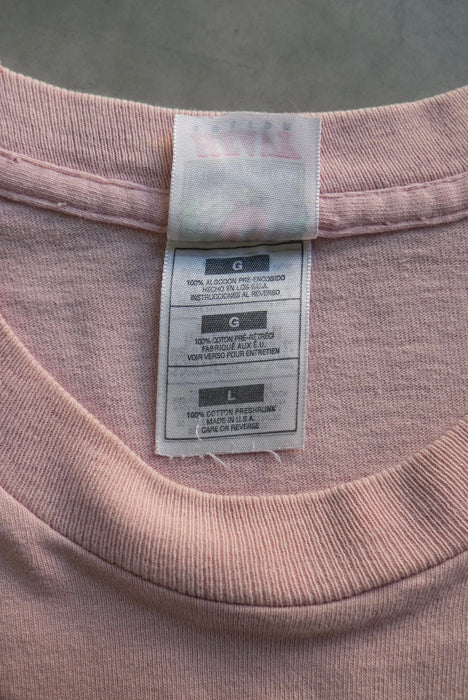 G
100% ALGODON PRE-ENCOGIDO
HECHO EN LOS E.U.A.
INSTRUCCIONES AL REVERSO
G
100% COTON PRÉ-RÉTRÉCI
FABRIQUÉ AUX É.U.
VOIR VERSO POUR ENTRETIEN
L
100% COTTON PRESHRUNK
MADE IN U.S.A.
CARE ON REVERSE